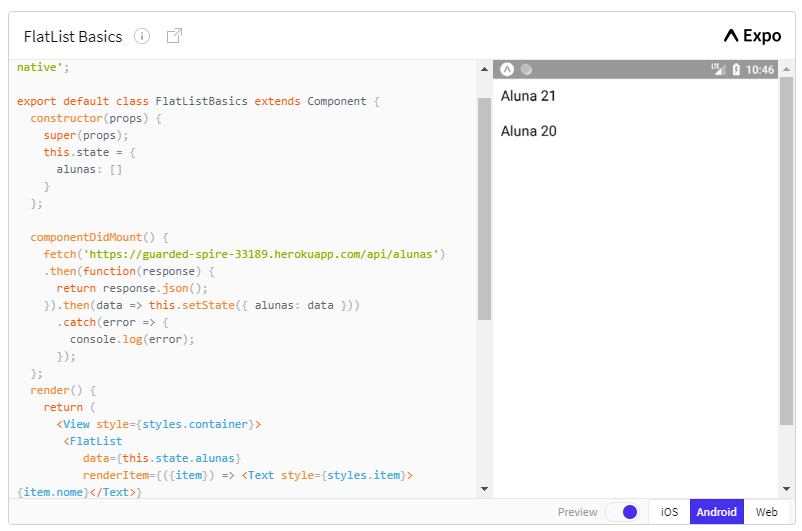 FlatList Basics
Expo
native';
export default class FlatListBasics extends Component {
  constructor(props) {
    super(props);
    this.state = {
      alunas: []
    }
  };
  componentDidMount() {
    fetch('https://guarded-spire-33189.herokuapp.com/api/alunas')
    .then(function(response) {
      return response.json();
    }).then(data => this.setState({ alunas: data }))
      .catch(error => {
        console.log(error);
      });
  };
  render() {
    return (
      <View style={styles.container}>
       <FlatList
          data={this.state.alunas}
          renderItem={({item}) => <Text style={styles.item}>
{item.nome}</Text>}
LTE 10:46
Aluna 21
Aluna 20
Preview iOS Android Web